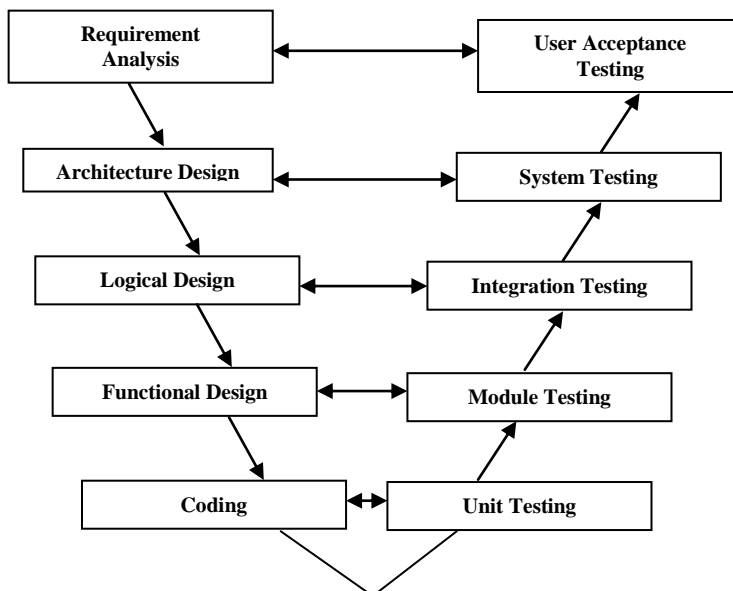 Requirement
Analysis
User Acceptance
Testing
Architecture Design
System Testing
Logical Design
Integration Testing
Functional Design
Module Testing
Coding
Unit Testing